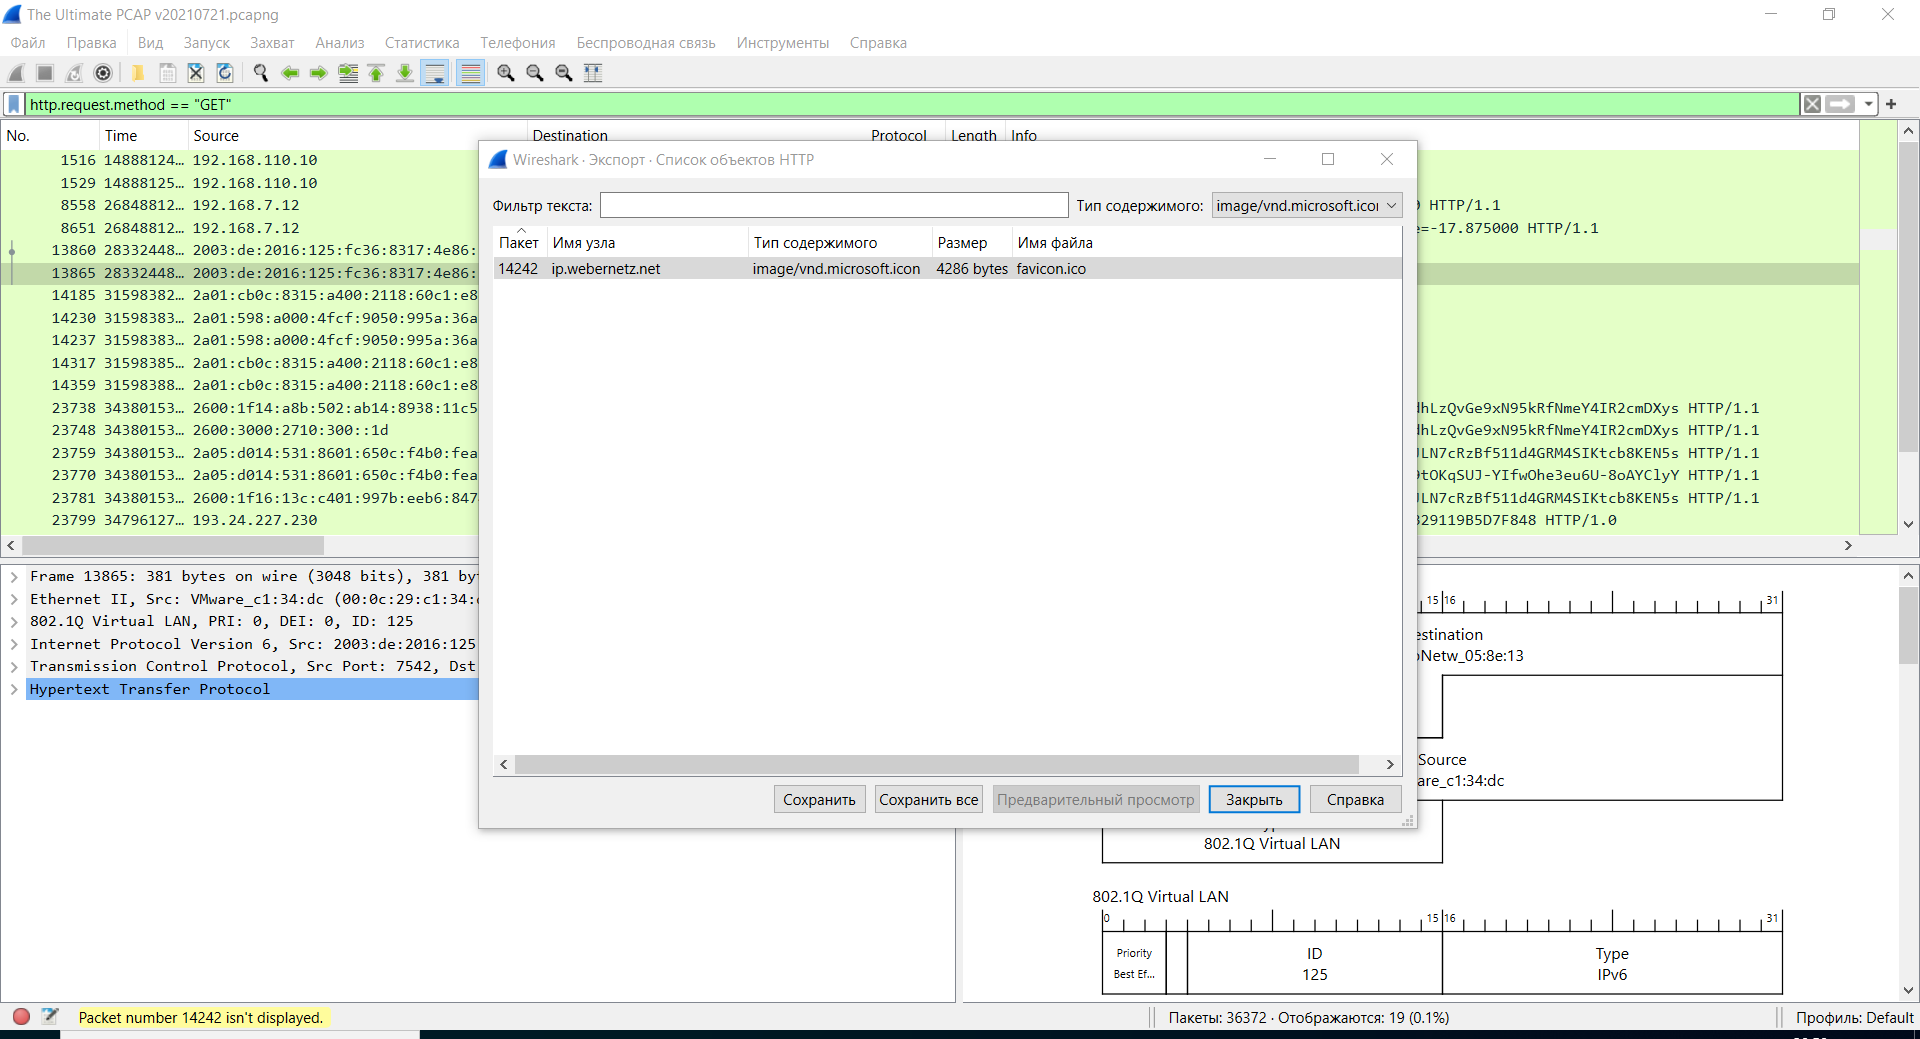 The Ultimate PCAP v20210721.pcapng
Файл Правка Вид Запуск Захват Анализ Статистика Телефония Беспроводная связь Инструменты Справка
http.request.method == "GET"
No. Time Source Destination Protocol Length Info
1516 14888124… 192.168.110.10
1529 14888125… 192.168.110.10
8558 26848812… 192.168.7.12 HTTP/1.1
8651 26848812… 192.168.7.12 =-17.875000 HTTP/1.1
13860 28332448… 2003:de:2016:125:fc36:8317:4e86:
13865 28332448… 2003:de:2016:125:fc36:8317:4e86:
14185 31598382… 2a01:cb0c:8315:a400:2118:60c1:e8
14230 31598383… 2a01:598:a000:4fcf:9050:995a:36a
14237 31598383… 2a01:598:a000:4fcf:9050:995a:36a
14317 31598385… 2a01:cb0c:8315:a400:2118:60c1:e8
14359 31598388… 2a01:cb0c:8315:a400:2118:60c1:e8
23738 34380153… 2600:1f14:a8b:502:ab14:8938:11c5 hLzQvGe9xN95kRfNmeY4IR2cmDXys HTTP/1.1
23748 34380153… 2600:3000:2710:300::1d hLzQvGe9xN95kRfNmeY4IR2cmDXys HTTP/1.1
23759 34380153… 2a05:d014:531:8601:650c:f4b0:fea LN7cRzBf511d4GRM4SIKtcb8KEN5s HTTP/1.1
23770 34380153… 2a05:d014:531:8601:650c:f4b0:fea tOKqSUJ-YIfwOhe3eu6U-8oAYClyY HTTP/1.1
23781 34380153… 2600:1f16:13c:c401:997b:eeb6:847 LN7cRzBf511d4GRM4SIKtcb8KEN5s HTTP/1.1
23799 34796127… 193.24.227.230 29119B5D7F848 HTTP/1.0
Wireshark · Экспорт · Список объектов HTTP
Фильтр текста: Тип содержимого: image/vnd.microsoft.icon
Пакет Имя узла Тип содержимого Размер Имя файла
14242 ip.webernetz.net image/vnd.microsoft.icon 4286 bytes favicon.ico
Сохранить Сохранить все Предварительный просмотр Закрыть Справка
Frame 13865: 381 bytes on wire (3048 bits), 381 by
Ethernet II, Src: VMware_c1:34:dc (00:0c:29:c1:34:
802.1Q Virtual LAN, PRI: 0, DEI: 0, ID: 125
Internet Protocol Version 6, Src: 2003:de:2016:125
Transmission Control Protocol, Src Port: 7542, Dst
Hypertext Transfer Protocol
15 16 31
estination
Netw_05:8e:13
Source
are_c1:34:dc
802.1Q Virtual LAN
802.1Q Virtual LAN
0 15 16 31
Priority ID Type
Best Ef... 125 IPv6
Packet number 14242 isn't displayed.
Пакеты: 36372 · Отображаются: 19 (0.1%)
Профиль: Default